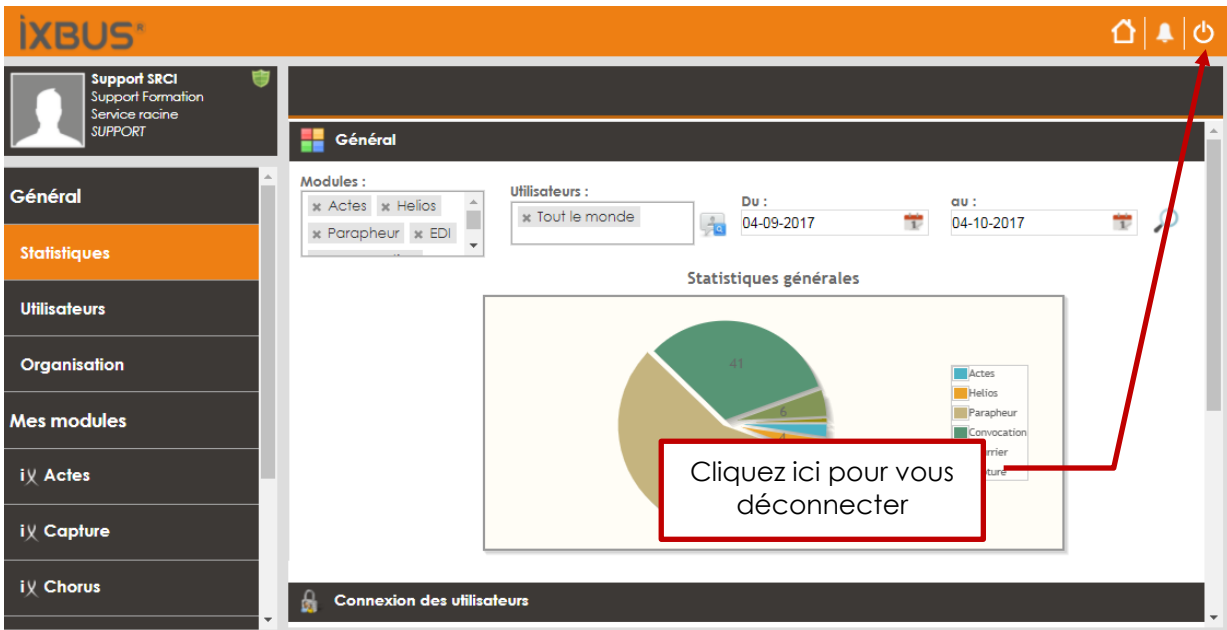 iXBUS®
Support SRCI
Support Formation
Service racine
SUPPORT
Général
Statistiques
Utilisateurs
Organisation
Mes modules
iX Actes
iX Capture
iX Chorus
Général
Modules :
Actes
Helios
Parapheur
EDI
Utilisateurs :
Tout le monde
Du :
04-09-2017
au :
04-10-2017
Statistiques générales
41
6
4
Actes
Helios
Parapheur
Convocation
Cliquez ici pour vous
déconnecter
Connexion des utilisateurs